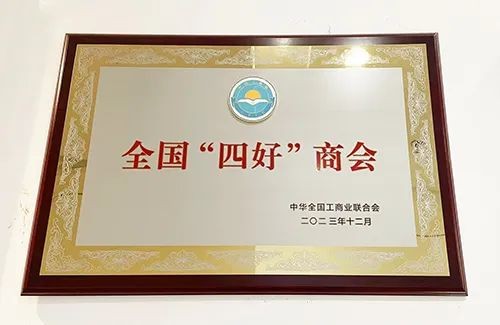 全国“四好”商会
中华全国工商业联合会
二〇二三年十二月